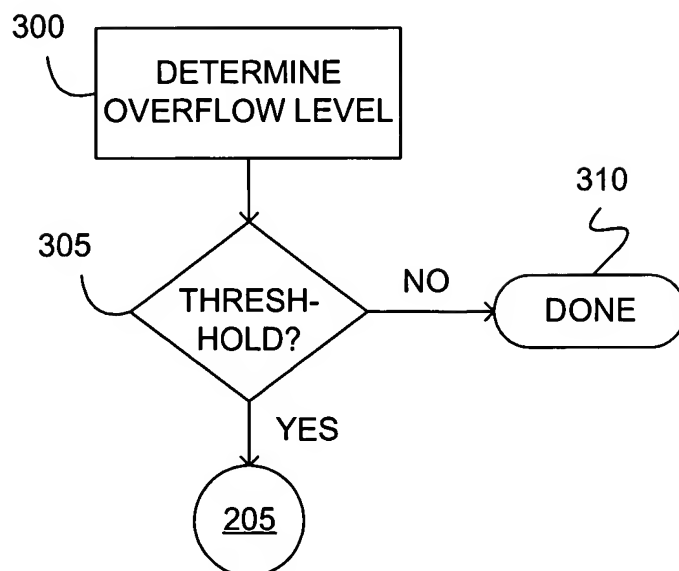 300
DETERMINE
OVERFLOW LEVEL
310
305
THRESH-
HOLD?
NO
DONE
YES
205